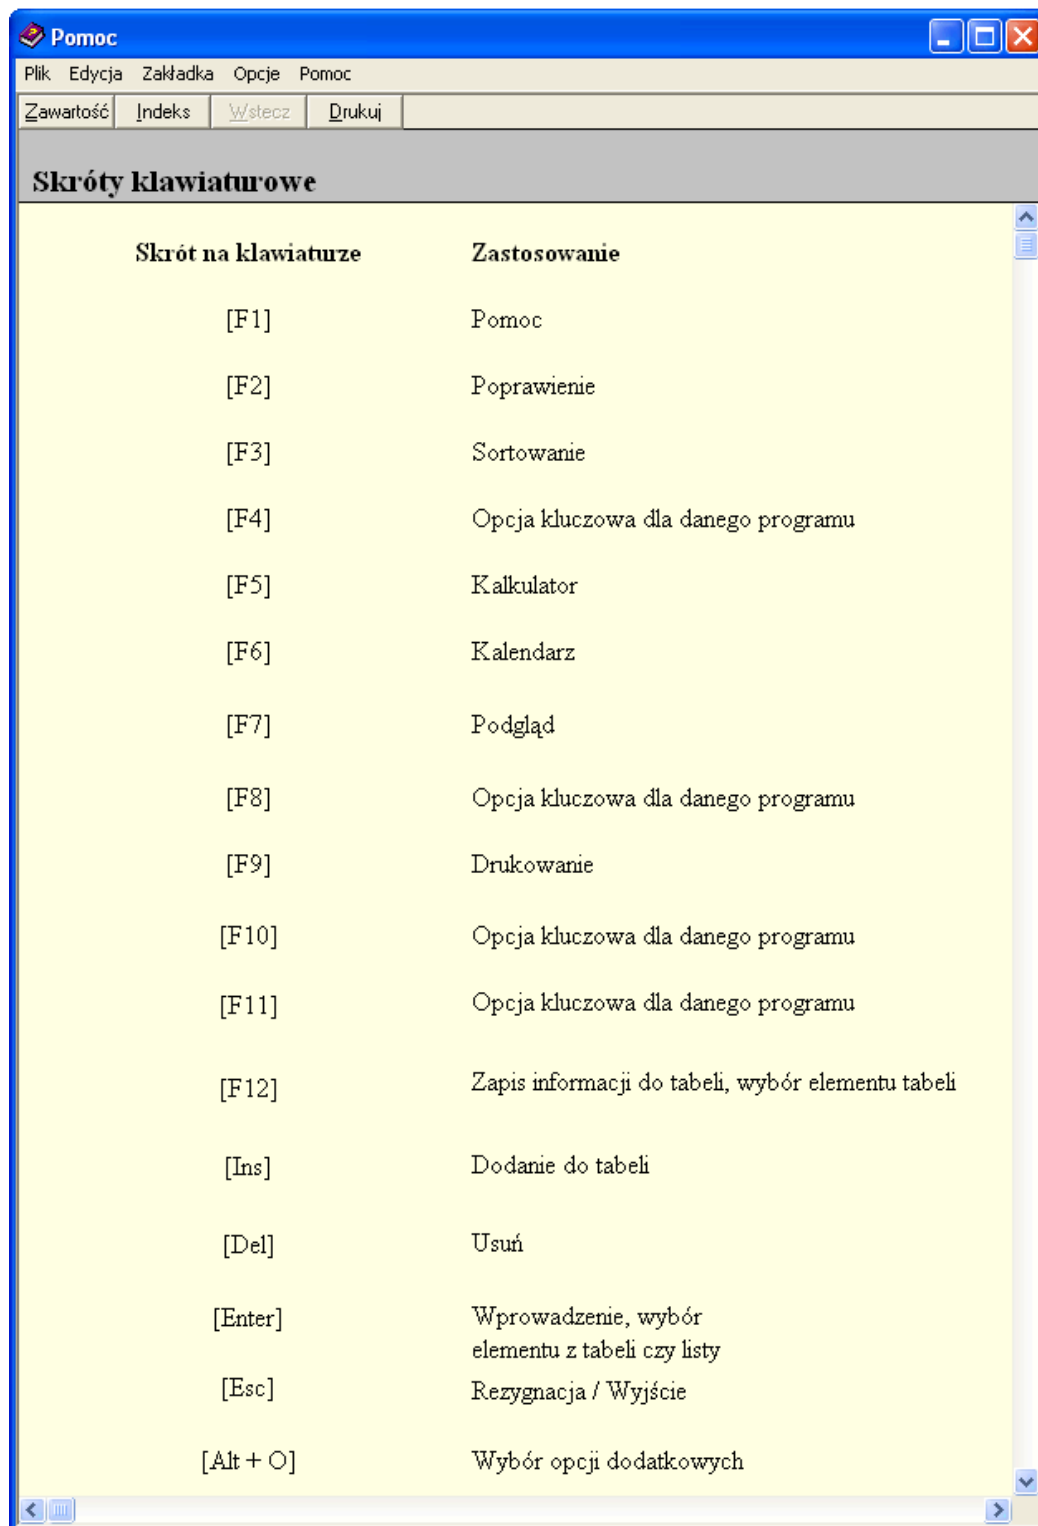 Pomoc
Plik Edycja Zakładka Opcje Pomoc
Zawartość Indeks Wstecz Drukuj
Skróty klawiaturowe
Skrót na klawiaturze Zastosowanie
[F1] Pomoc
[F2] Poprawienie
[F3] Sortowanie
[F4] Opcja kluczowa dla danego programu
[F5] Kalkulator
[F6] Kalendarz
[F7] Podgląd
[F8] Opcja kluczowa dla danego programu
[F9] Drukowanie
[F10] Opcja kluczowa dla danego programu
[F11] Opcja kluczowa dla danego programu
[F12] Zapis informacji do tabeli, wybór elementu tabeli
[Ins] Dodanie do tabeli
[Del] Usuń
[Enter] Wprowadzenie, wybór
elementu z tabeli czy listy
[Esc] Rezygnacja / Wyjście
[Alt + O] Wybór opcji dodatkowych